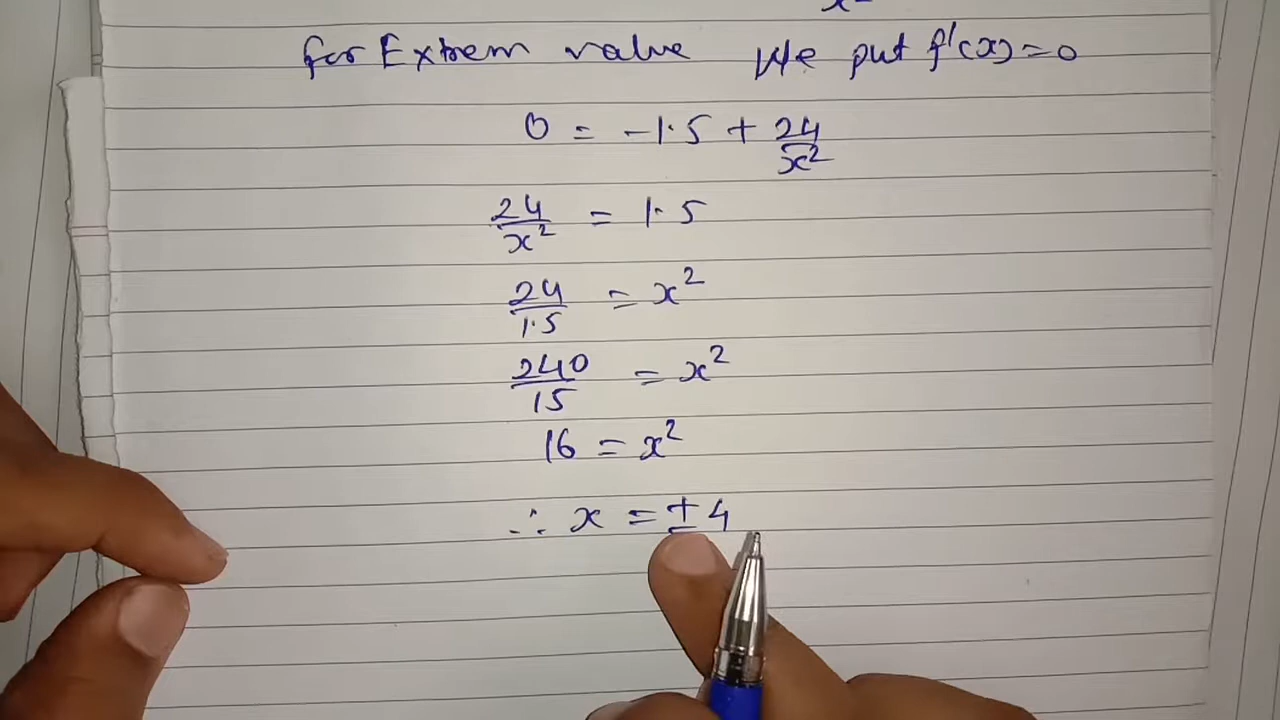 x²
for Extrem value We put f'(x)=0
0 = -1.5 + 24/x²
24/x² = 1.5
24/1.5 = x²
240/15 = x²
16 = x²
∴ x = ±4